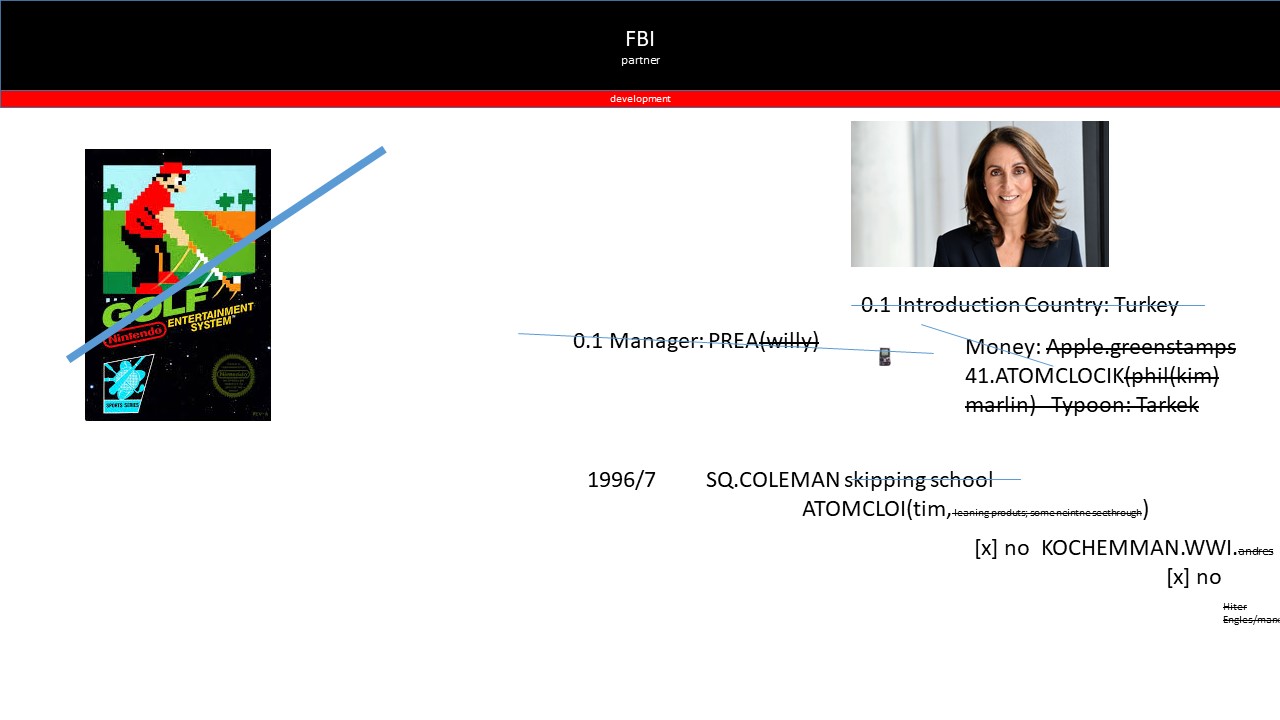 FBI
partner
development
GOLF
Nintendo
ENTERTAINMENT
SYSTEM™
SPORTS SERIES
REV-A
0.1 Introduction Country: Turkey
0.1 Manager: PREA(willy)
Money: Apple.greenstamps
41.ATOMCLOCIK(phil(kim)
marlin) Typoon: Tarkek
1996/7 SQ.COLEMAN skipping school
ATOMCLOI(tim, leaning produts; some neintne seethrough)
[x] no KOCHEMMAN.WWI.andres
[x] no
Hiter
Engles/man